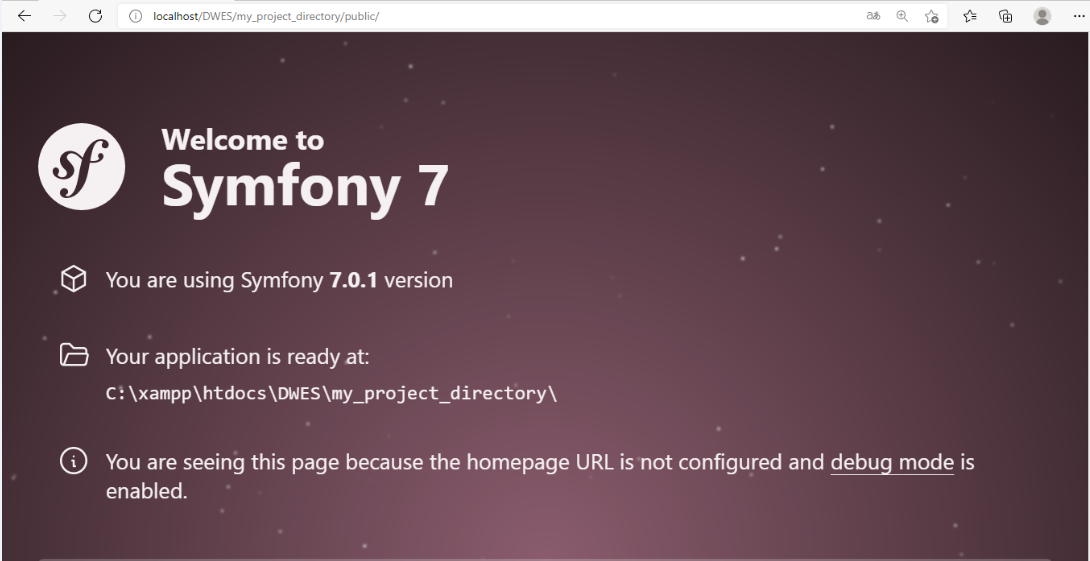 localhost/DWES/my_project_directory/public/
sf
Welcome to
Symfony 7
You are using Symfony 7.0.1 version
Your application is ready at:
C:\xampp\htdocs\DWES\my_project_directory\
You are seeing this page because the homepage URL is not configured and debug mode is
enabled.